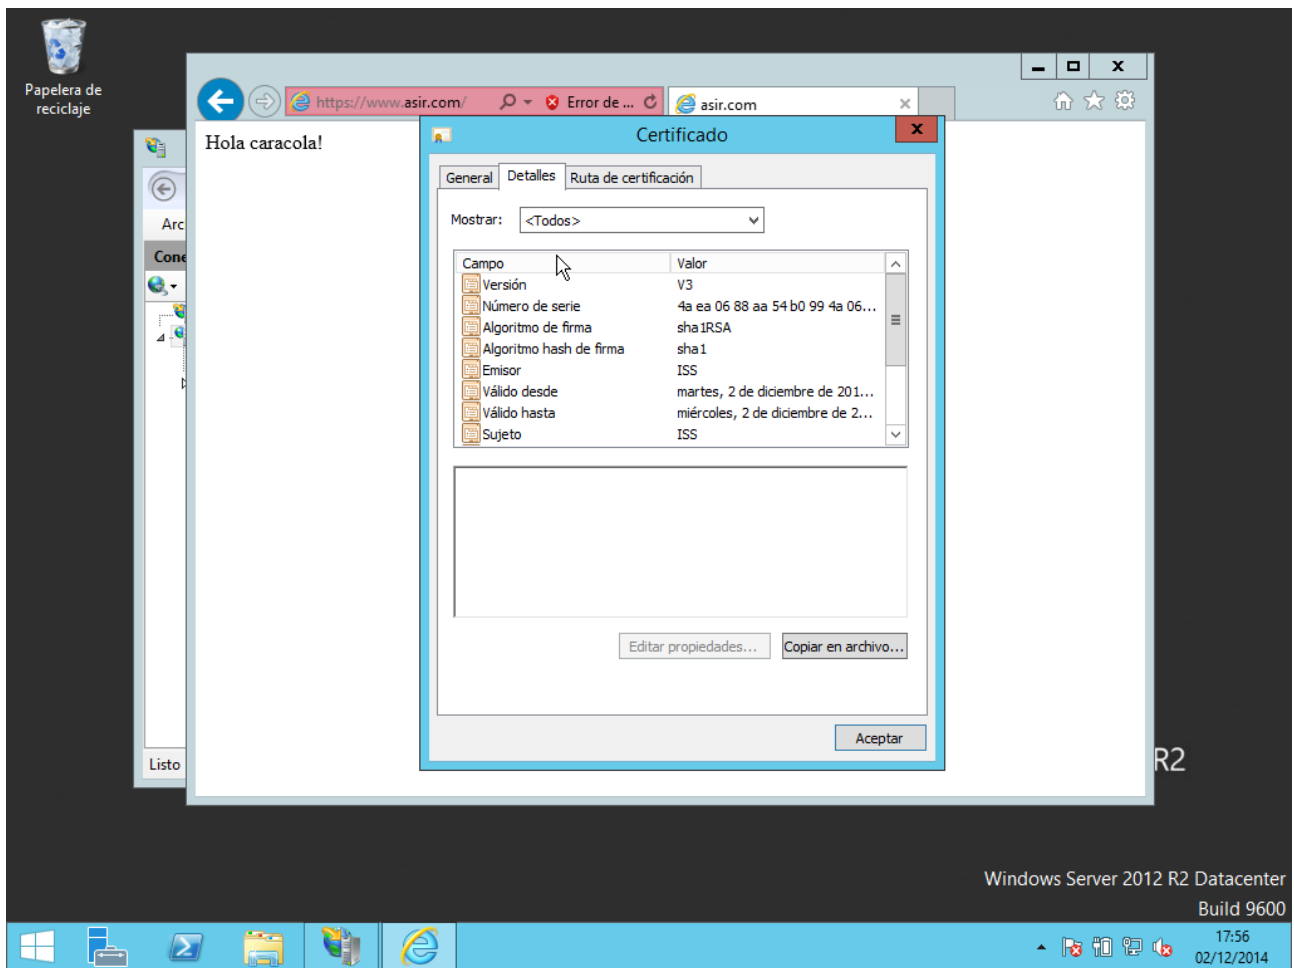 Papelera de
reciclaje
https://www.asir.com/
Error de ...
asir.com
Hola caracola!
Certificado
General
Detalles
Ruta de certificación
Mostrar:
<Todos>
Arc
Cone
Campo Valor
Versión V3
Número de serie 4a ea 06 88 aa 54 b0 99 4a 06...
Algoritmo de firma sha1RSA
Algoritmo hash de firma sha1
Emisor ISS
Válido desde martes, 2 de diciembre de 201...
Válido hasta miércoles, 2 de diciembre de 2...
Sujeto ISS
Editar propiedades...
Copiar en archivo...
Aceptar
Listo
R2
Windows Server 2012 R2 Datacenter
Build 9600
17:56
02/12/2014